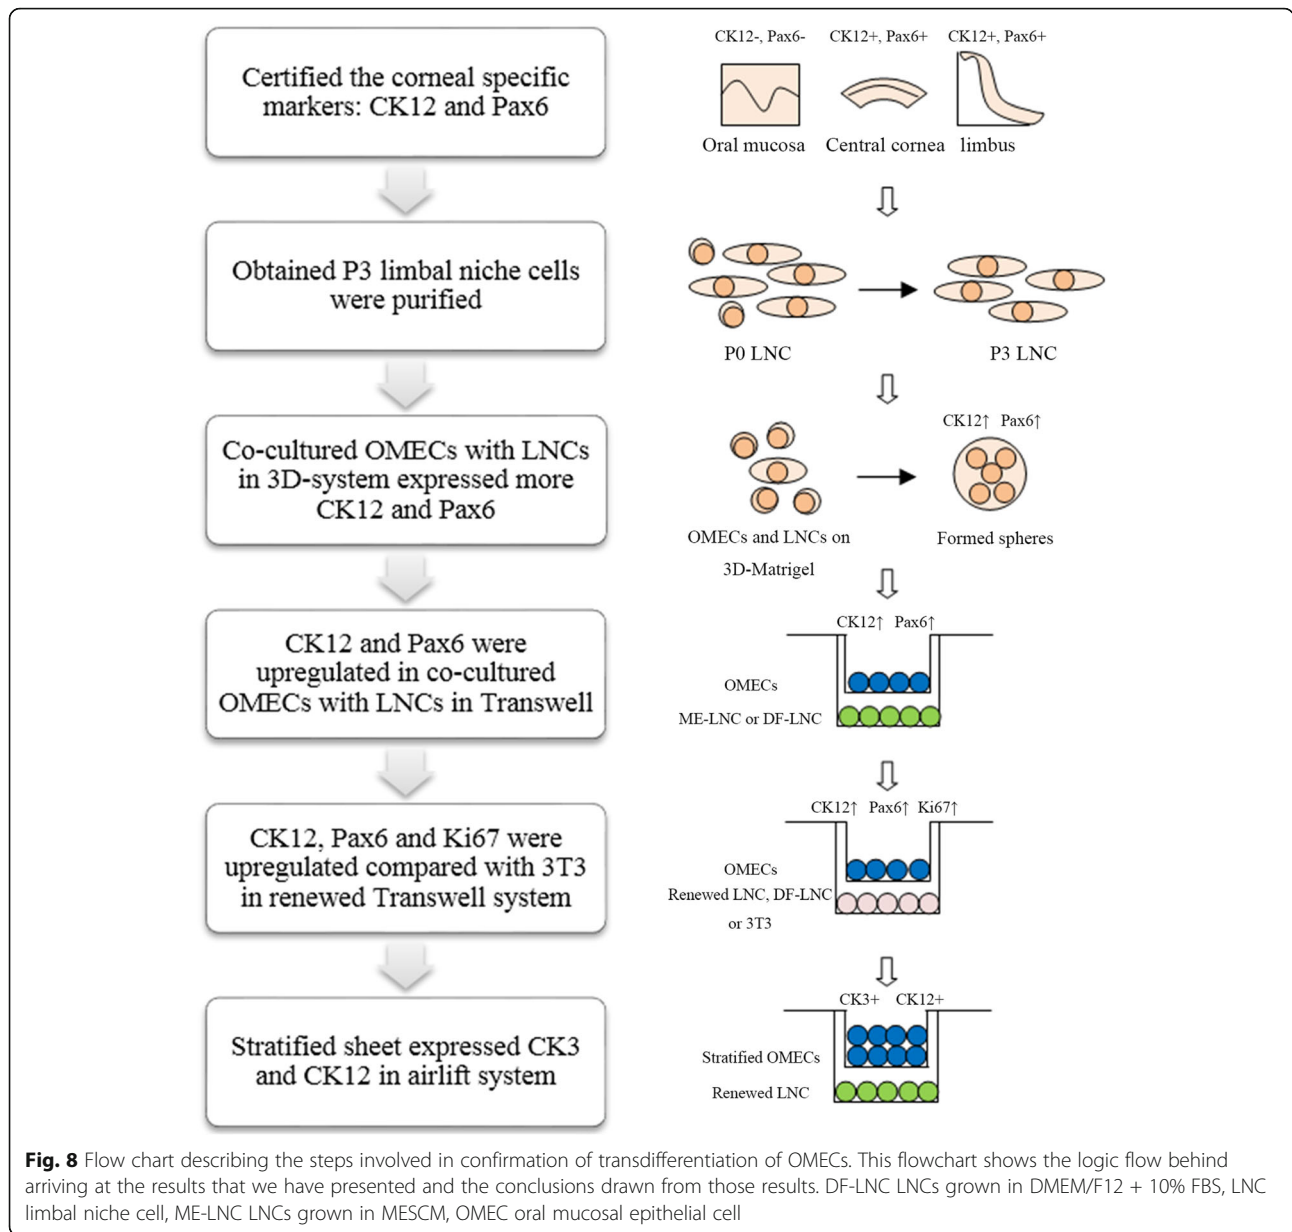 Certified the corneal specific
markers: CK12 and Pax6
CK12-, Pax6-
CK12+, Pax6+
CK12+, Pax6+
Oral mucosa
Central cornea
limbus
Obtained P3 limbal niche cells
were purified
P0 LNC
P3 LNC
Co-cultured OMECs with LNCs
in 3D-system expressed more
CK12 and Pax6
CK12↑ Pax6↑
OMECs and LNCs on
3D-Matrigel
Formed spheres
CK12 and Pax6 were
upregulated in co-cultured
OMECs with LNCs in Transwell
CK12↑ Pax6↑
OMECs
ME-LNC or DF-LNC
CK12, Pax6 and Ki67 were
upregulated compared with 3T3
in renewed Transwell system
CK12↑ Pax6↑ Ki67↑
OMECs
Renewed LNC, DF-LNC
or 3T3
Stratified sheet expressed CK3
and CK12 in airlift system
CK3+ CK12+
Stratified OMECs
Renewed LNC
Fig. 8 Flow chart describing the steps involved in confirmation of transdifferentiation of OMECs. This flowchart shows the logic flow behind
arriving at the results that we have presented and the conclusions drawn from those results. DF-LNC LNCs grown in DMEM/F12 + 10% FBS, LNC
limbal niche cell, ME-LNC LNCs grown in MESCM, OMEC oral mucosal epithelial cell